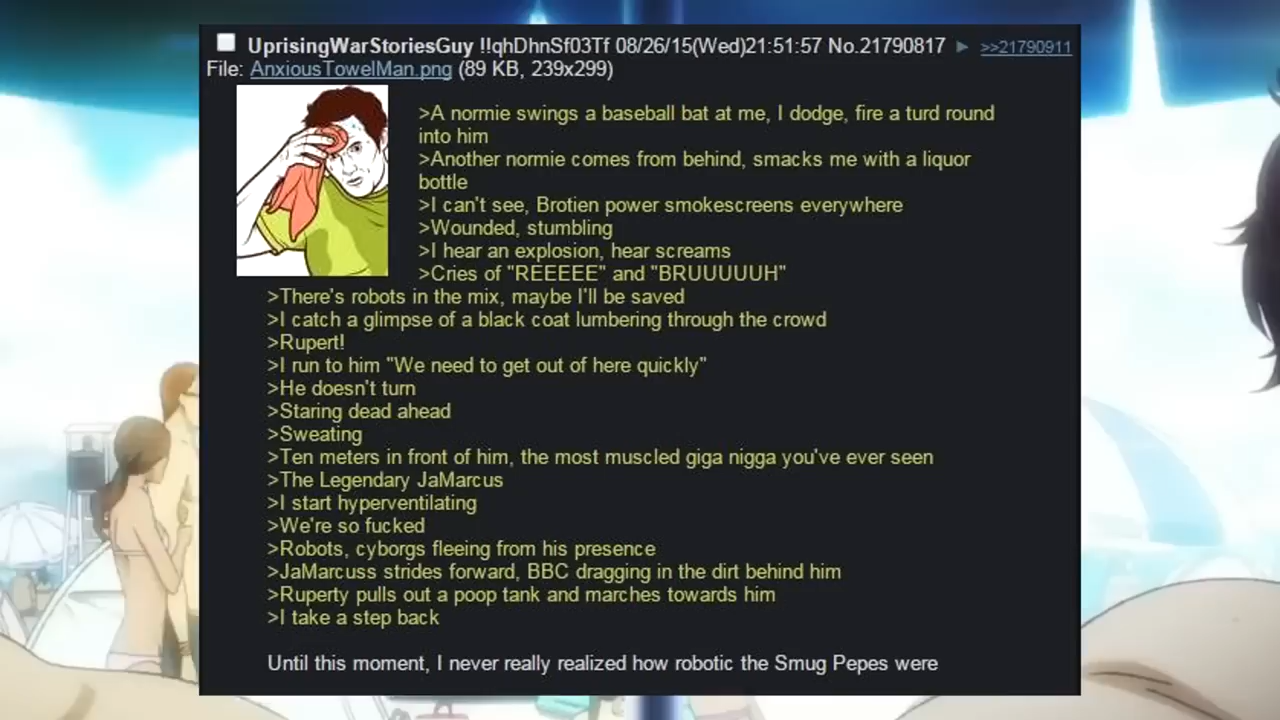 UprisingWarStoriesGuy !!qhDhnSf03Tf 08/26/15(Wed)21:51:57 No.21790817 ▶ >>21790911
File: AnxiousTowelMan.png (89 KB, 239x299)
>A normie swings a baseball bat at me, I dodge, fire a turd round
into him
>Another normie comes from behind, smacks me with a liquor
bottle
>I can't see, Brotien power smokescreens everywhere
>Wounded, stumbling
>I hear an explosion, hear screams
>Cries of "REEEEE" and "BRUUUUUH"
>There's robots in the mix, maybe I'll be saved
>I catch a glimpse of a black coat lumbering through the crowd
>Rupert!
>I run to him "We need to get out of here quickly"
>He doesn't turn
>Staring dead ahead
>Sweating
>Ten meters in front of him, the most muscled giga nigga you've ever seen
>The Legendary JaMarcus
>I start hyperventilating
>We're so fucked
>Robots, cyborgs fleeing from his presence
>JaMarcuss strides forward, BBC dragging in the dirt behind him
>Ruperty pulls out a poop tank and marches towards him
>I take a step back
Until this moment, I never really realized how robotic the Smug Pepes were